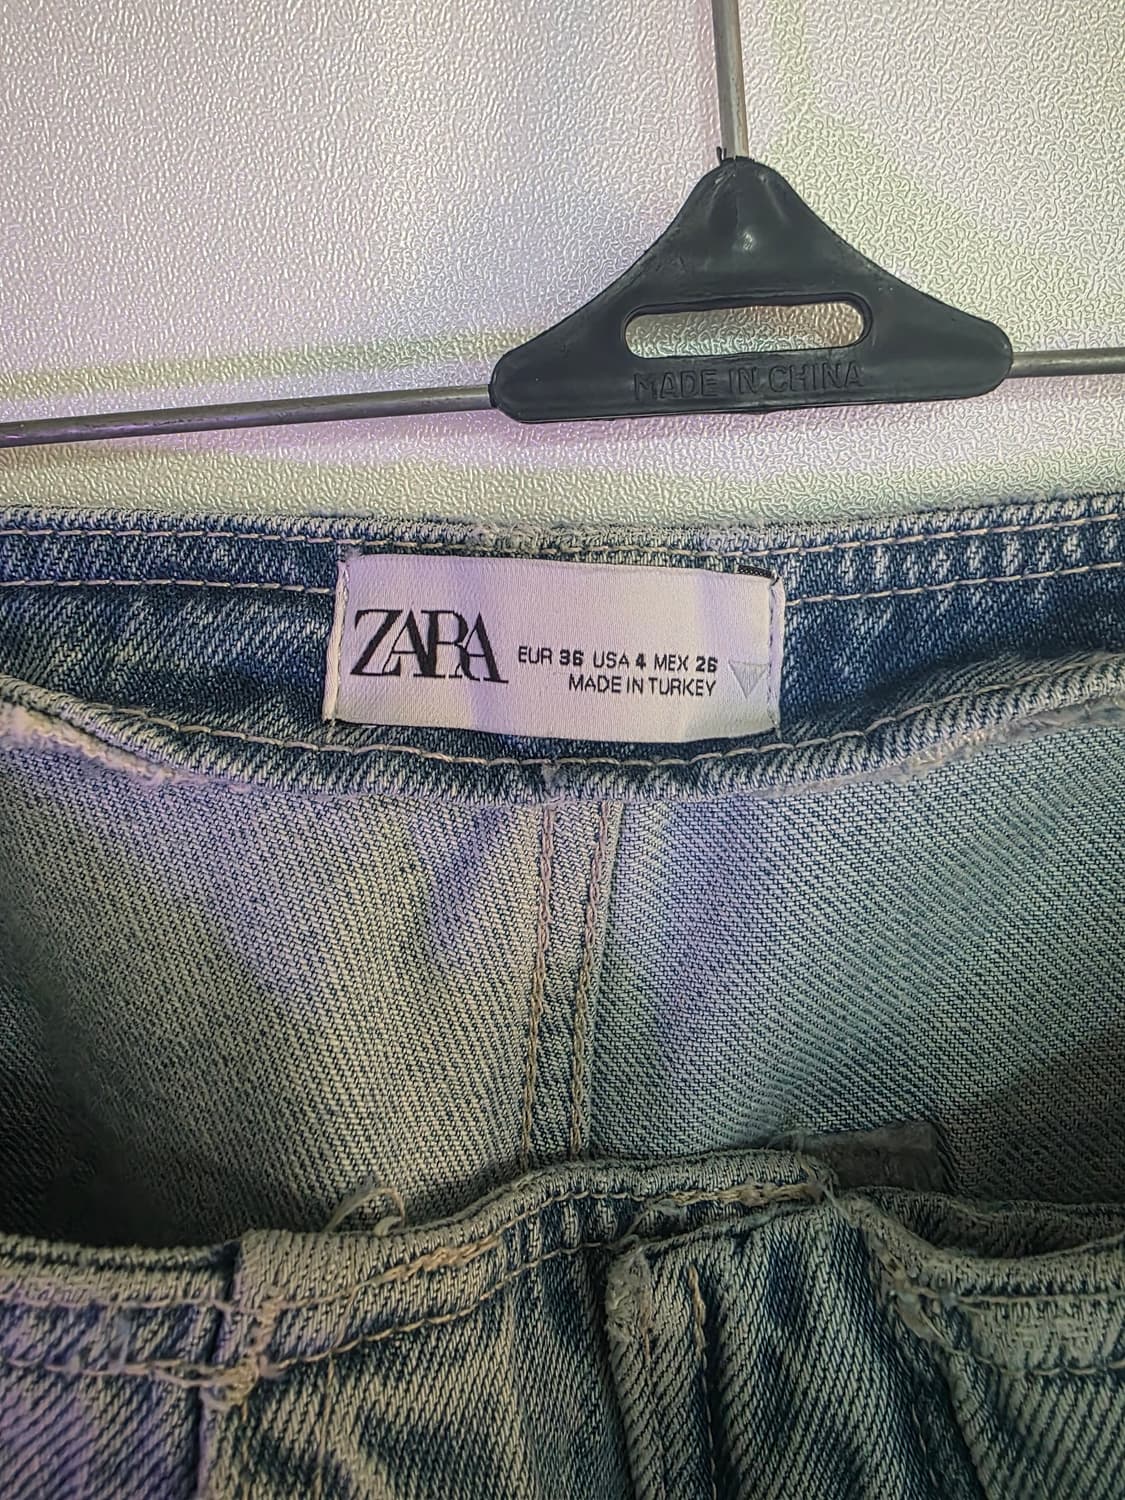 MADE IN CHINA
ZARA
EUR 36 USA 4 MEX 26
MADE IN TURKEY